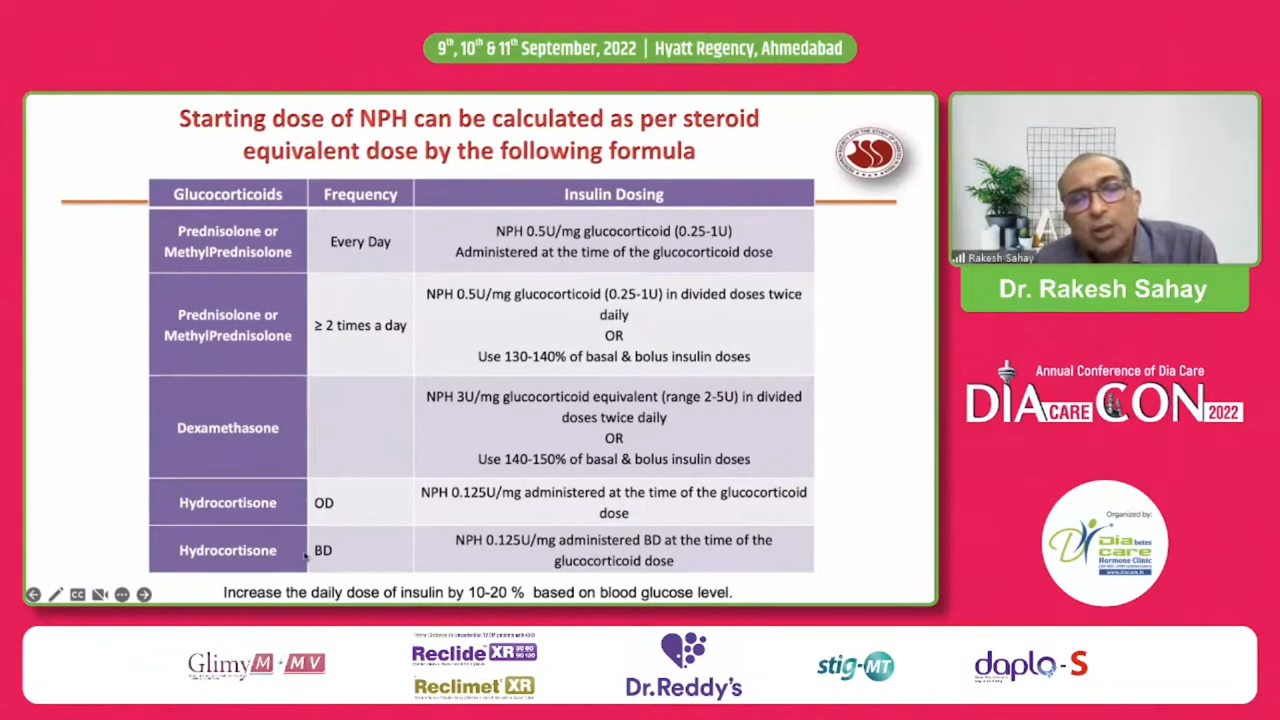 9th, 10th & 11th September, 2022 | Hyatt Regency, Ahmedabad
Starting dose of NPH can be calculated as per steroid
equivalent dose by the following formula
Glucocorticoids Frequency Insulin Dosing
Prednisolone or
MethylPrednisolone
Every Day
NPH 0.5U/mg glucocorticoid (0.25-1U)
Administered at the time of the glucocorticoid dose
Prednisolone or
MethylPrednisolone
≥ 2 times a day
NPH 0.5U/mg glucocorticoid (0.25-1U) in divided doses twice
daily
OR
Use 130-140% of basal & bolus insulin doses
Dexamethasone
NPH 3U/mg glucocorticoid equivalent (range 2-5U) in divided
doses twice daily
OR
Use 140-150% of basal & bolus insulin doses
Hydrocortisone
OD
NPH 0.125U/mg administered at the time of the glucocorticoid
dose
Hydrocortisone
BD
NPH 0.125U/mg administered BD at the time of the
glucocorticoid dose
Increase the daily dose of insulin by 10-20 % based on blood glucose level.
CC
Rakesh Sahay
Dr. Rakesh Sahay
Annual Conference of Dia Care
DIA CARE CON 2022
Organized by:
Diabetes
care
Hormone Clinic
www.diacare.in
Glimy M - MV
Reclide XR 30 60 90 120
Reclimet XR
Dr.Reddy's
stig-MT
daplo-S